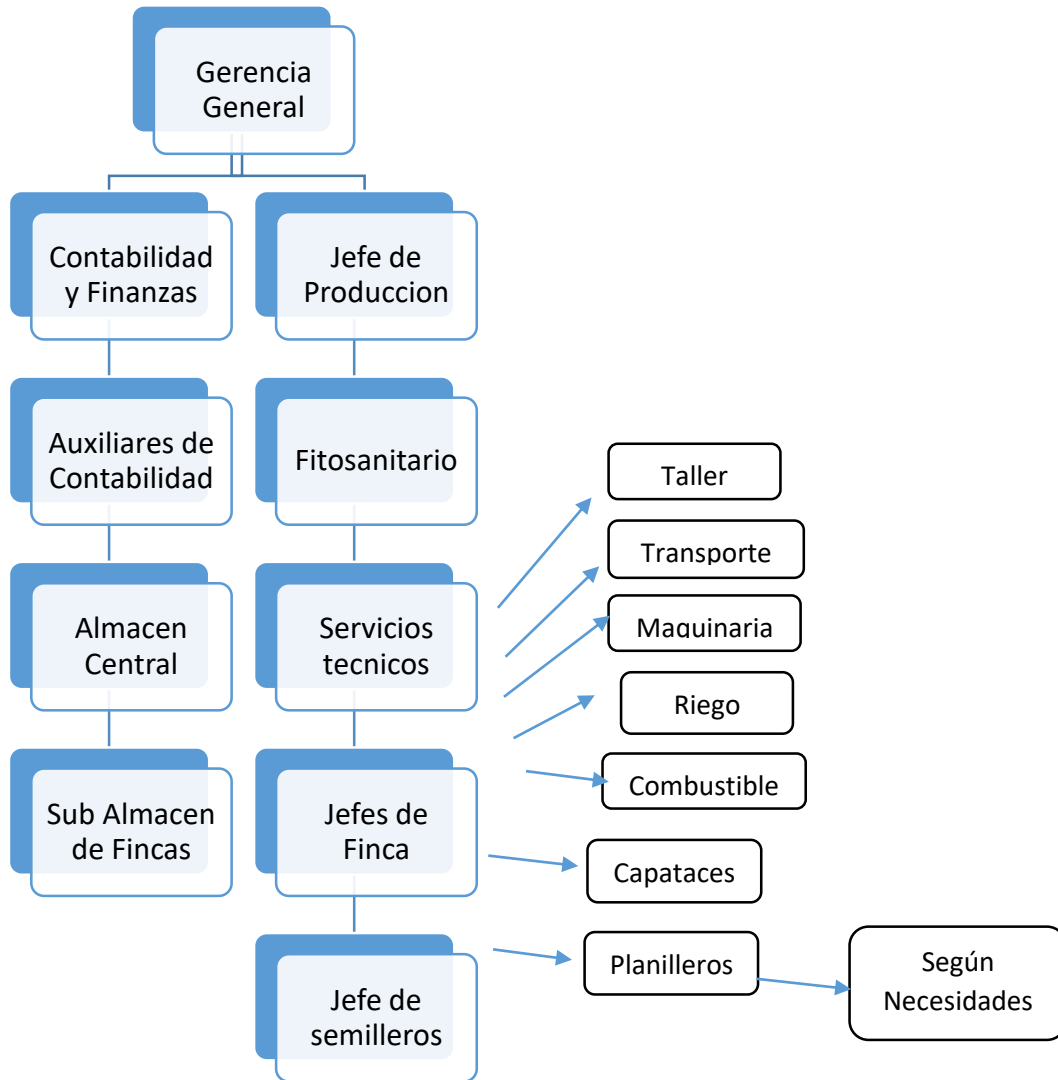 Gerencia
General
Contabilidad
y Finanzas
Jefe de
Produccion
Auxiliares de
Contabilidad
Fitosanitario
Taller
Transporte
Almacen
Central
Servicios
tecnicos
Maquinaria
Riego
Combustible
Sub Almacen
de Fincas
Jefes de
Finca
Capataces
Planilleros
Según
Necesidades
Jefe de
semilleros